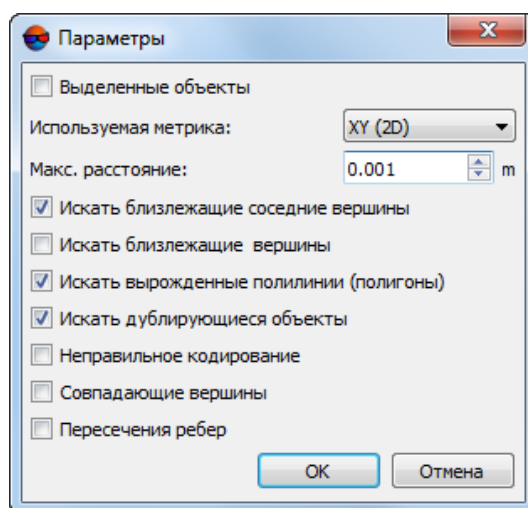 Параметры
Выделенные объекты
Используемая метрика: XY (2D)
Макс. расстояние: 0.001 m
Искать близлежащие соседние вершины
Искать близлежащие вершины
Искать вырожденные полилинии (полигоны)
Искать дублирующиеся объекты
Неправильное кодирование
Совпадающие вершины
Пересечения ребер
OK Отмена